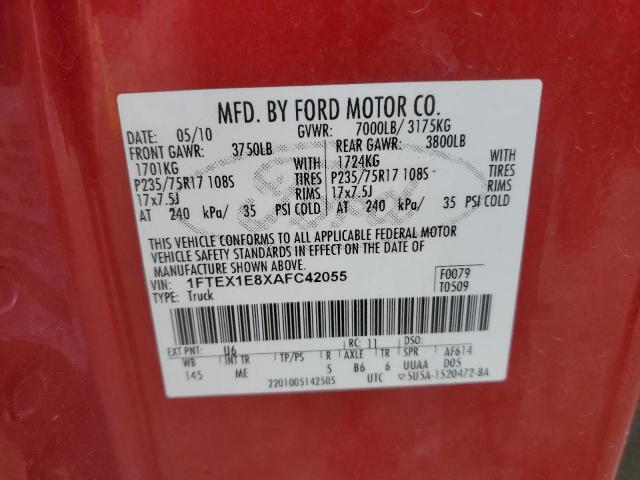 MFD. BY FORD MOTOR CO.
DATE: 05/10 GVWR: 7000LB/ 3175KG
FRONT GAWR: 3750LB REAR GAWR: 3800LB
1701KG WITH 1724KG WITH
P235/75R17 108S TIRES P235/75R17 108S TIRES
17x7.5J RIMS 17x7.5J RIMS
AT 240 kPa/ 35 PSI COLD AT 240 kPa/ 35 PSI COLD
THIS VEHICLE CONFORMS TO ALL APPLICABLE FEDERAL MOTOR
VEHICLE SAFETY STANDARDS IN EFFECT ON THE DATE OF
MANUFACTURE SHOWN ABOVE.
VIN: 1FTEX1E8XAFC42055 F0079
TYPE: Truck T0509
EXT PNT: U6 RC: 11 DSO:
WB INT TR TP/PS R AXLE TR SPR AF614
145 ME 5 B6 6 UUAA D05
2201005142505 UTC ▽5U5A-1520472-BA
Ford